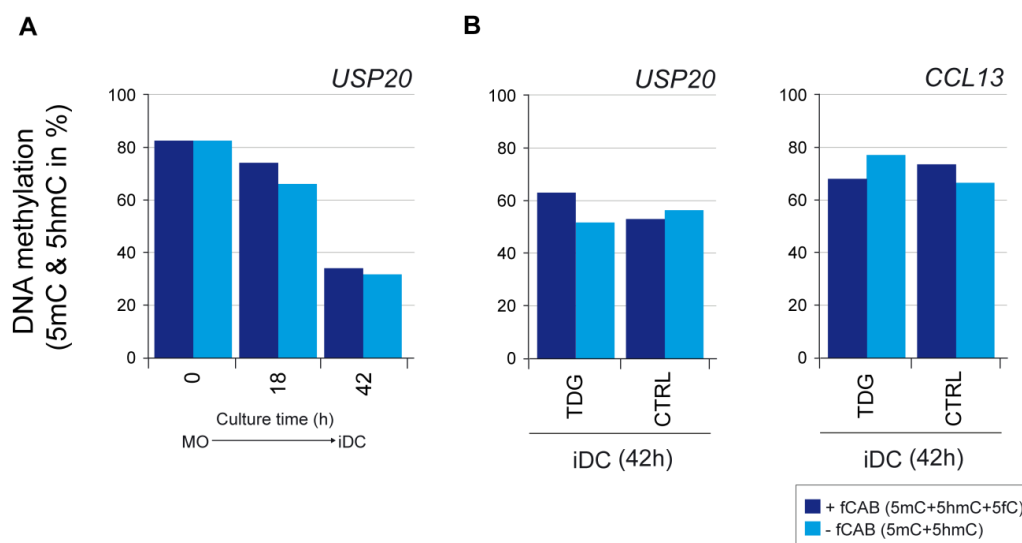 A
B
USP20
USP20
CCL13
DNA methylation
(5mC & 5hmC in %)
100
80
60
40
20
0
0
18
42
Culture time (h)
MO
iDC
100
80
60
40
20
0
TDG
CTRL
iDC (42h)
100
80
60
40
20
0
TDG
CTRL
iDC (42h)
+ fCAB (5mC+5hmC+5fC)
- fCAB (5mC+5hmC)